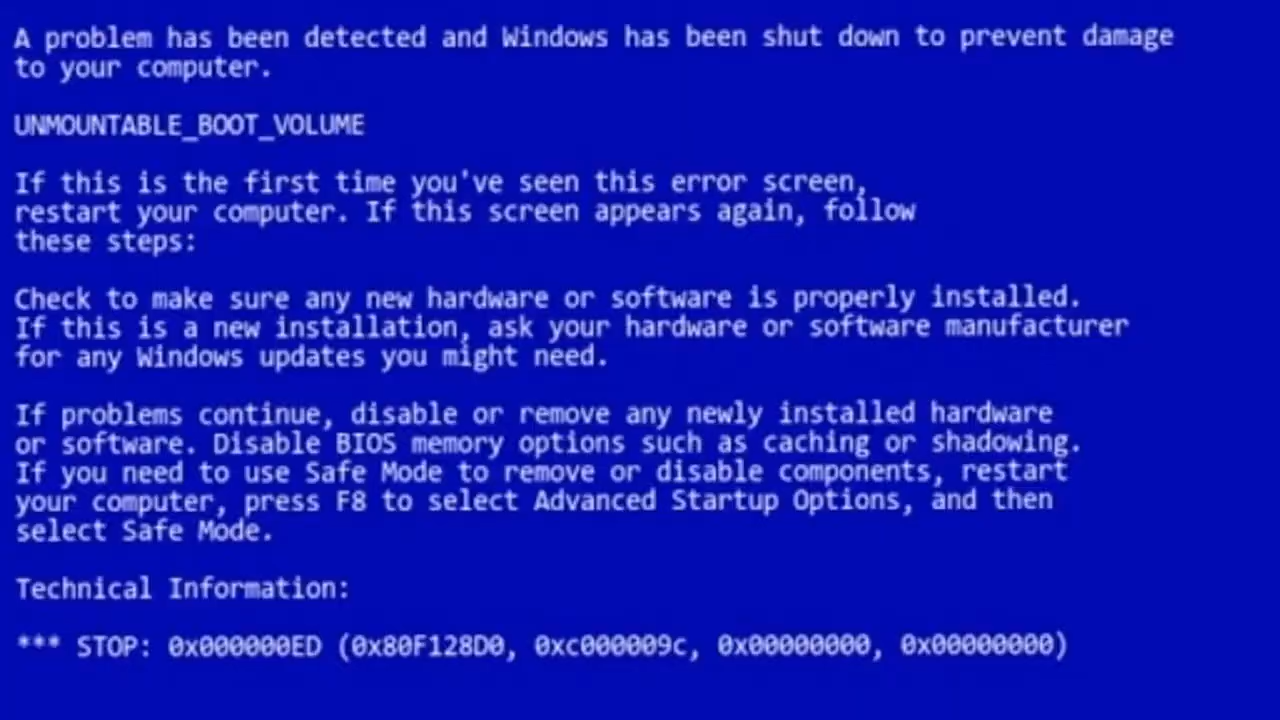 A problem has been detected and Windows has been shut down to prevent damage
to your computer.
UNMOUNTABLE_BOOT_VOLUME
If this is the first time you've seen this error screen,
restart your computer. If this screen appears again, follow
these steps:
Check to make sure any new hardware or software is properly installed.
If this is a new installation, ask your hardware or software manufacturer
for any Windows updates you might need.
If problems continue, disable or remove any newly installed hardware
or software. Disable BIOS memory options such as caching or shadowing.
If you need to use Safe Mode to remove or disable components, restart
your computer, press F8 to select Advanced Startup Options, and then
select Safe Mode.
Technical Information:
*** STOP: 0x000000ED (0x80F128D0, 0xc000009c, 0x00000000, 0x00000000)